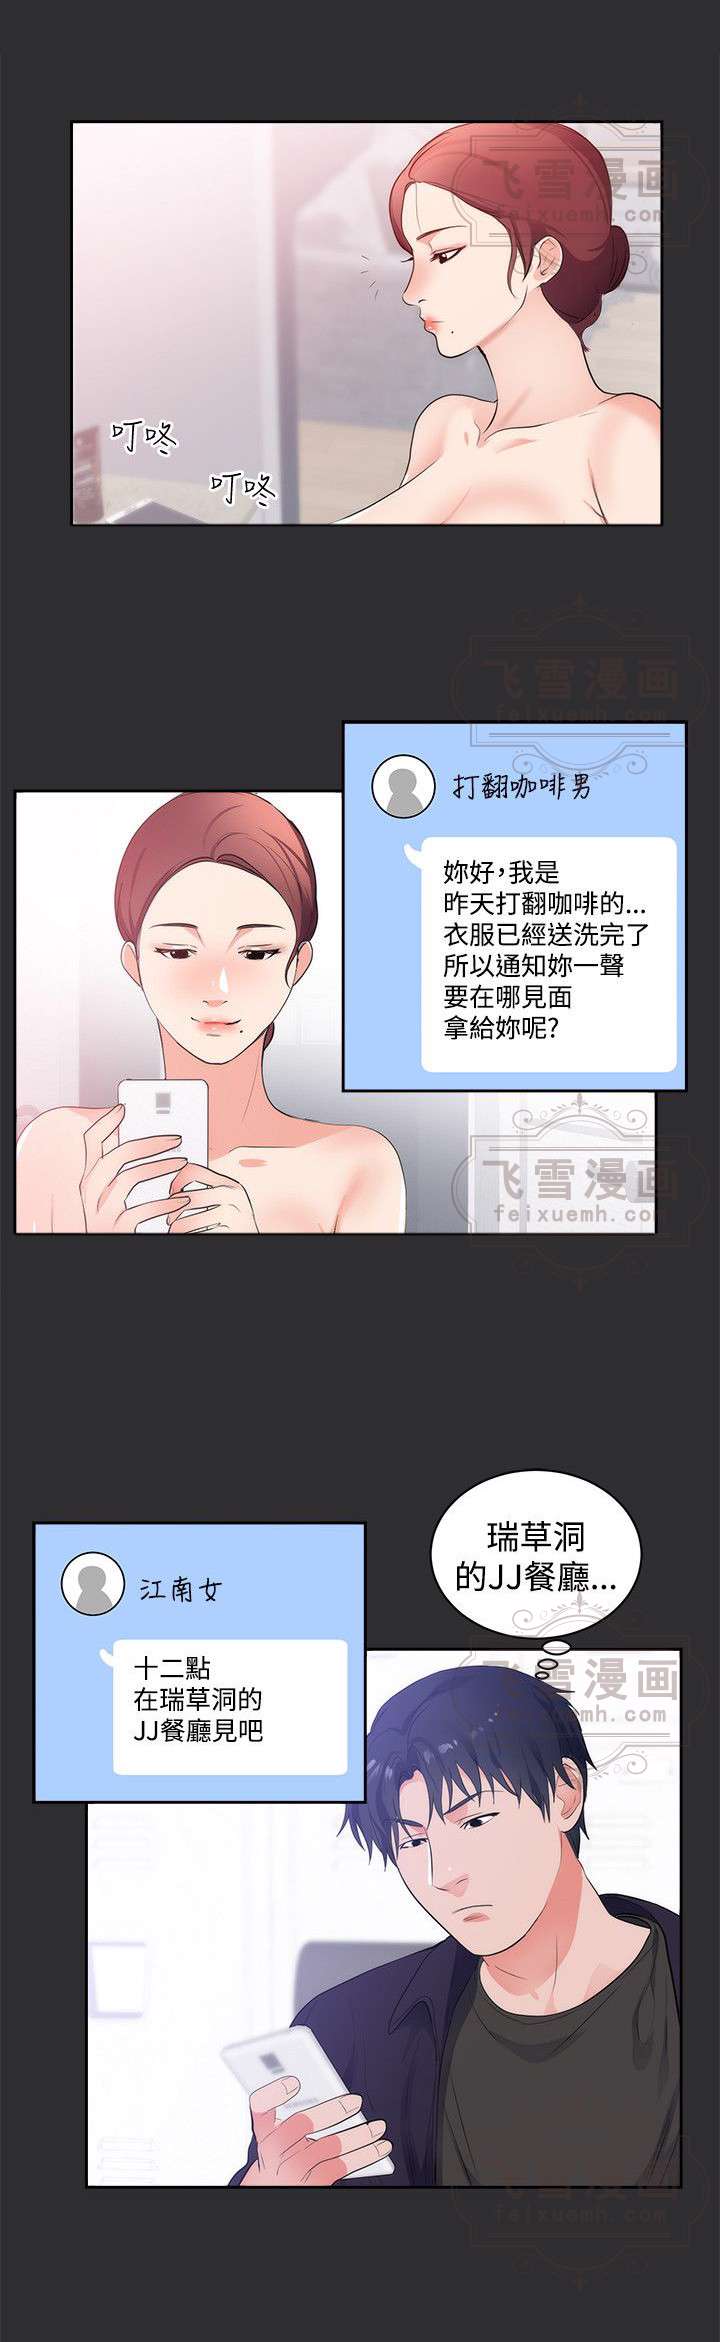 飞雪漫画
feixuemh.com
叮咚
叮咚
飞雪漫画
feixuemh.com
打翻咖啡男
妳好，我是
昨天打翻咖啡的...
衣服已經送洗完了
所以通知妳一聲
要在哪見面
拿給妳呢?
飞雪漫画
feixuemh.com
瑞草洞
的JJ餐廳...
江南女
十二點
在瑞草洞的
JJ餐廳見吧
飞雪漫画
feixuemh.com
飞雪漫画
feixuemh.com